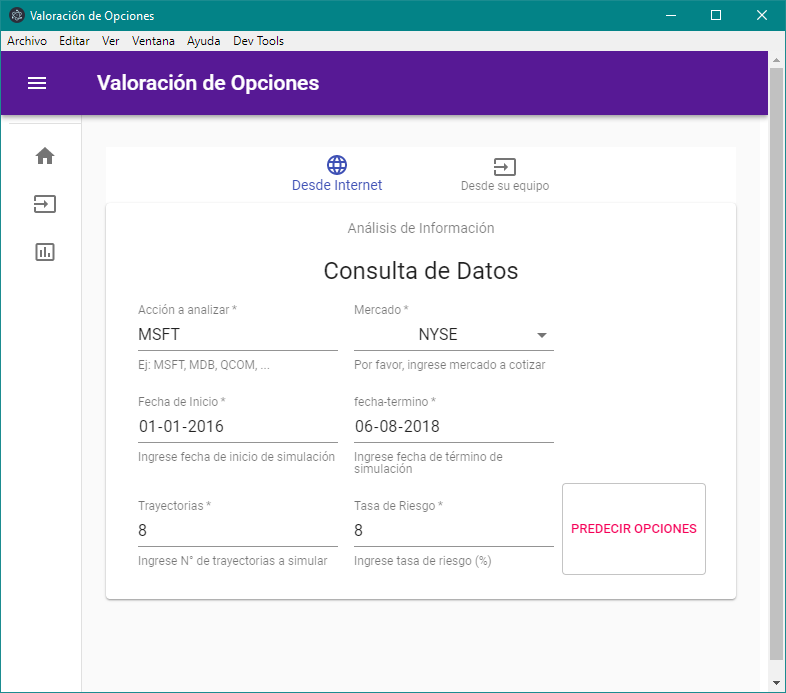 Valoración de Opciones
Archivo Editar Ver Ventana Ayuda Dev Tools
Valoración de Opciones
Desde Internet
Desde su equipo
Análisis de Información
Consulta de Datos
Acción a analizar *
MSFT
Ej: MSFT, MDB, QCOM, ...
Mercado *
NYSE
Por favor, ingrese mercado a cotizar
Fecha de Inicio *
01-01-2016
Ingrese fecha de inicio de simulación
fecha-termino *
06-08-2018
Ingrese fecha de término de
simulación
Trayectorias *
8
Ingrese N° de trayectorias a simular
Tasa de Riesgo *
8
Ingrese tasa de riesgo (%)
PREDECIR OPCIONES